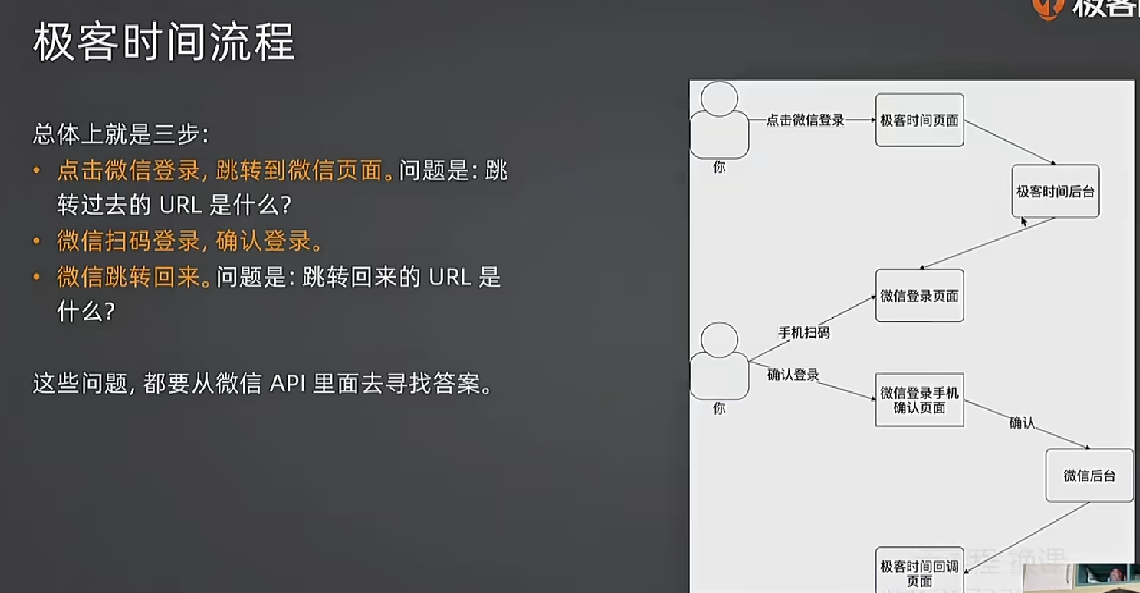 极客
极客时间流程
总体上就是三步:
• 点击微信登录, 跳转到微信页面。问题是: 跳
转过去的 URL 是什么?
• 微信扫码登录, 确认登录。
• 微信跳转回来。问题是: 跳转回来的 URL 是
什么?
这些问题, 都要从微信 API 里面去寻找答案。
点击微信登录
极客时间页面
你
极客时间后台
微信登录页面
手机扫码
确认登录
你
微信登录手机
确认页面
确认
微信后台
极客时间回调
页面